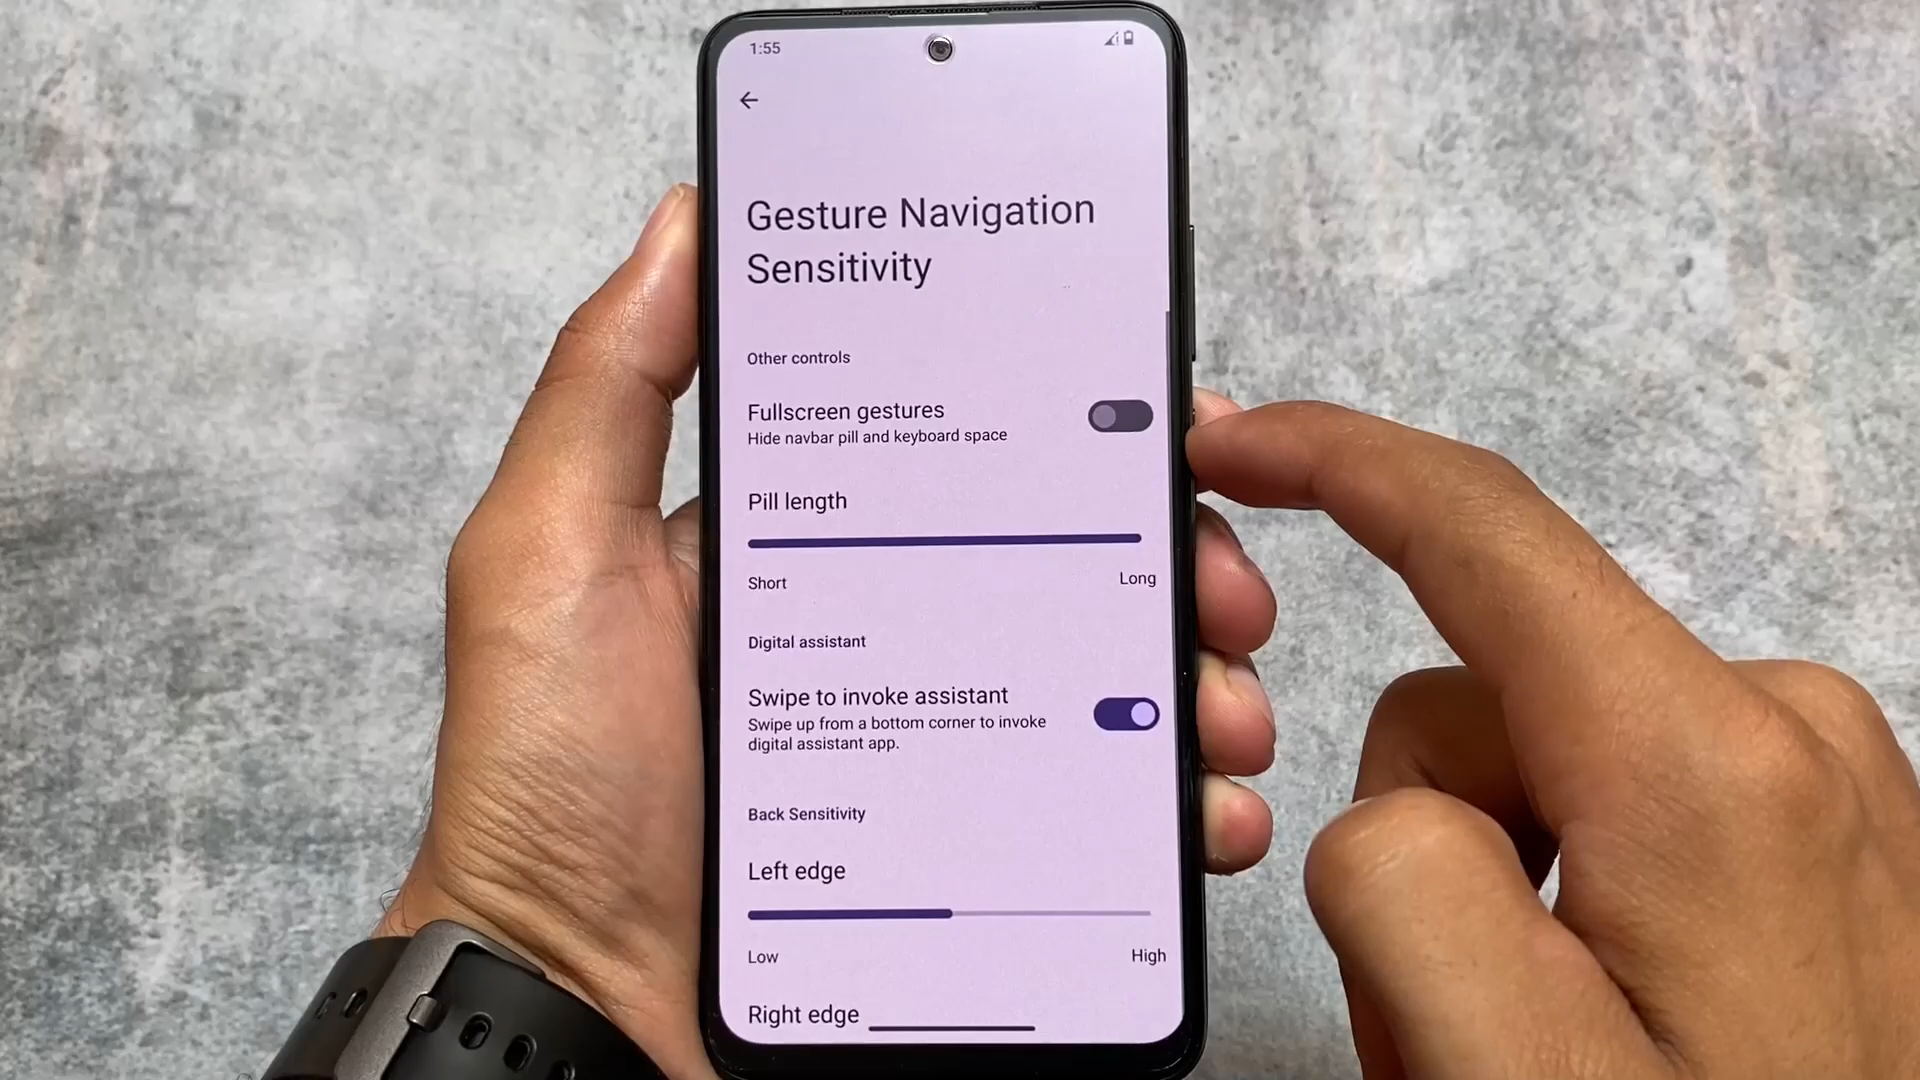 1:55
Gesture Navigation
Sensitivity
Other controls
Fullscreen gestures
Hide navbar pill and keyboard space
Pill length
Short
Long
Digital assistant
Swipe to invoke assistant
Swipe up from a bottom corner to invoke
digital assistant app.
Back Sensitivity
Left edge
Low
High
Right edge